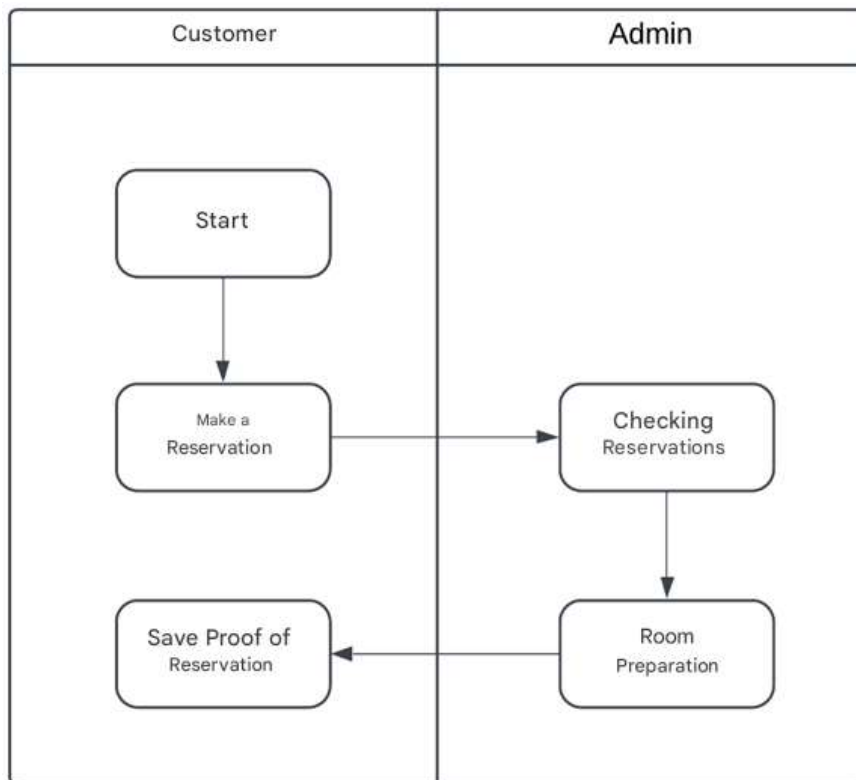 Customer
Admin
Start
Make a
Reservation
Checking
Reservations
Save Proof of
Reservation
Room
Preparation